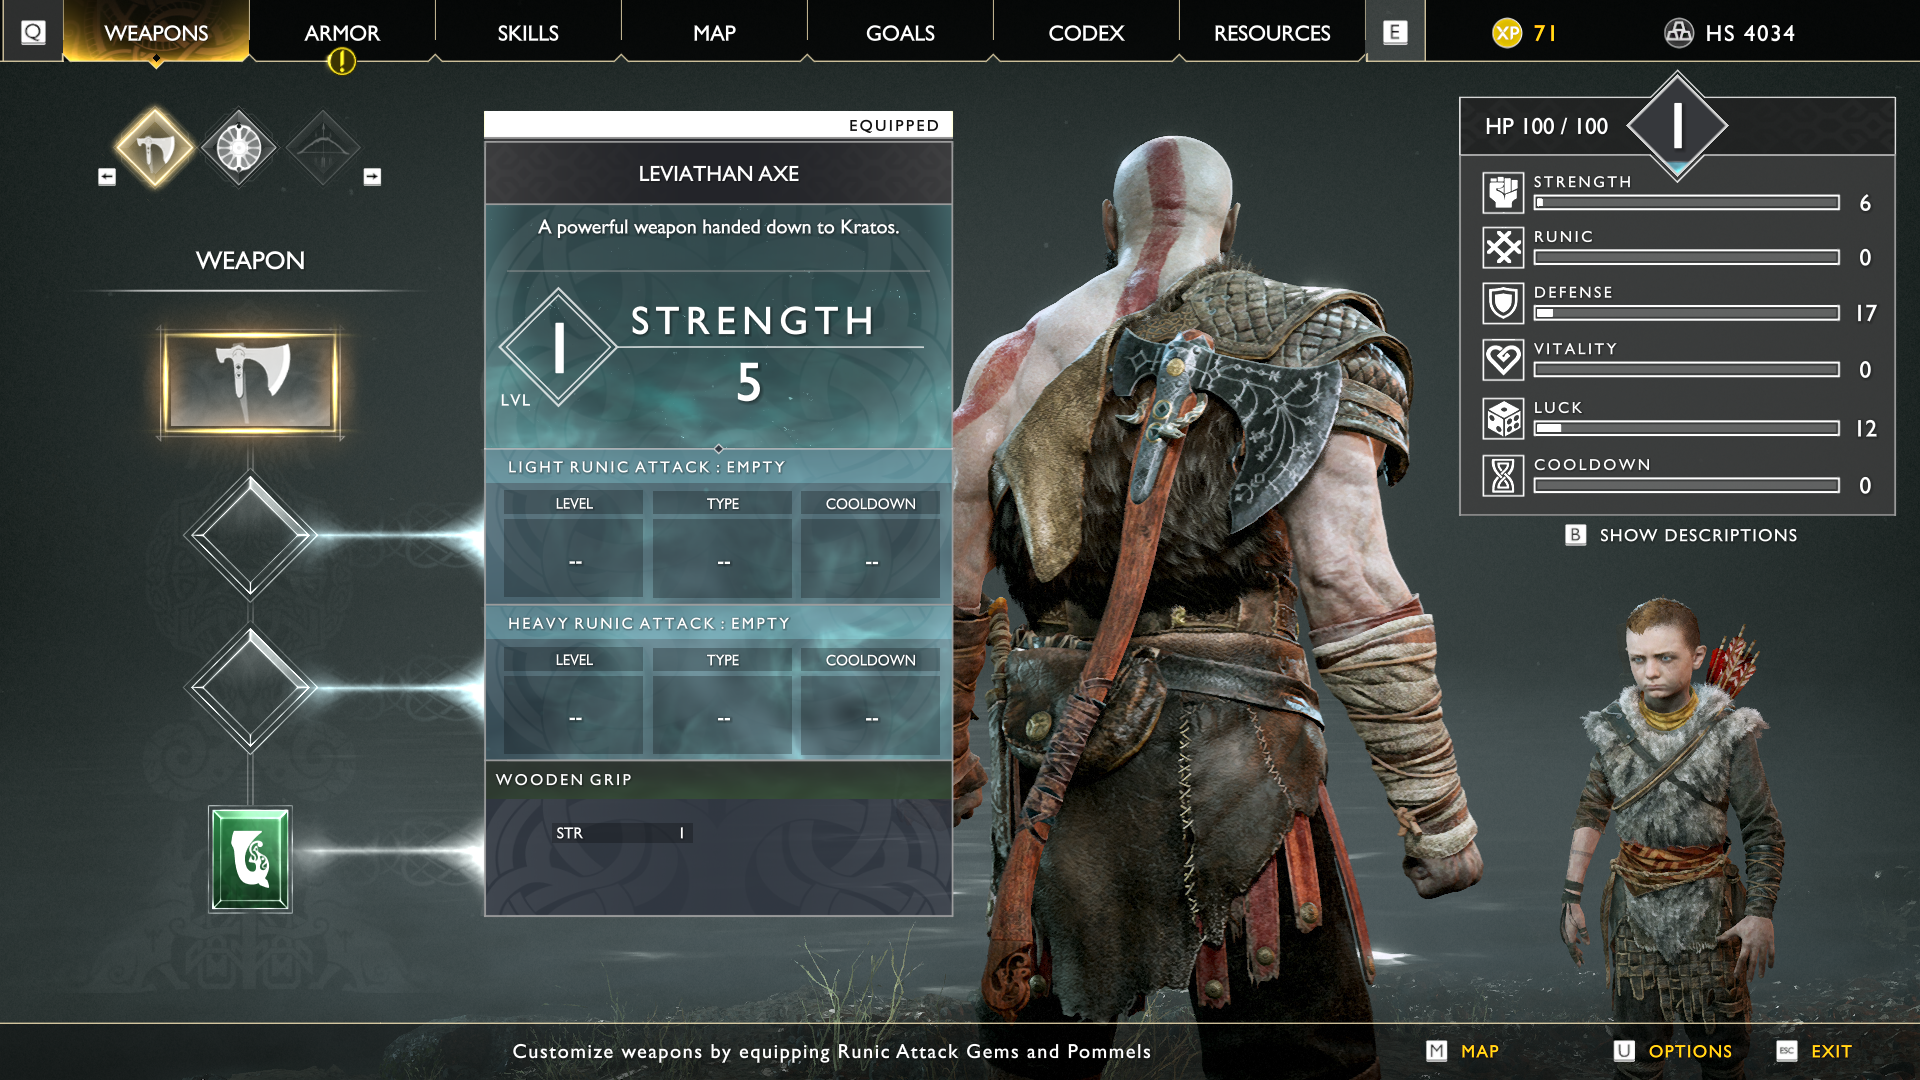 Q
WEAPONS
ARMOR
SKILLS
MAP
GOALS
CODEX
RESOURCES
E
XP 71
HS 4034
WEAPON
EQUIPPED
LEVIATHAN AXE
A powerful weapon handed down to Kratos.
I
LVL
STRENGTH
5
LIGHT RUNIC ATTACK : EMPTY
LEVEL TYPE COOLDOWN
-- -- --
HEAVY RUNIC ATTACK : EMPTY
LEVEL TYPE COOLDOWN
-- -- --
WOODEN GRIP
STR I
HP 100 / 100
I
STRENGTH
6
RUNIC
0
DEFENSE
17
VITALITY
0
LUCK
12
COOLDOWN
0
B SHOW DESCRIPTIONS
Customize weapons by equipping Runic Attack Gems and Pommels
M MAP
U OPTIONS
ESC EXIT